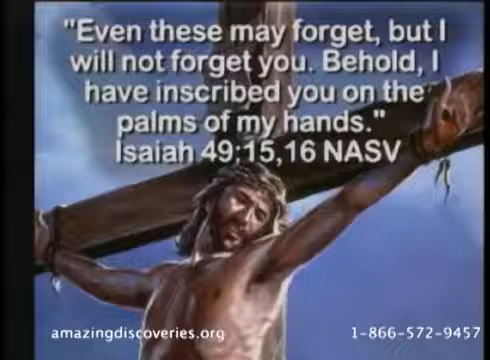 "Even these may forget, but I
will not forget you. Behold, I
have inscribed you on the
palms of my hands."
Isaiah 49:15,16 NASV
amazingdiscoveries.org
1-866-572-9457